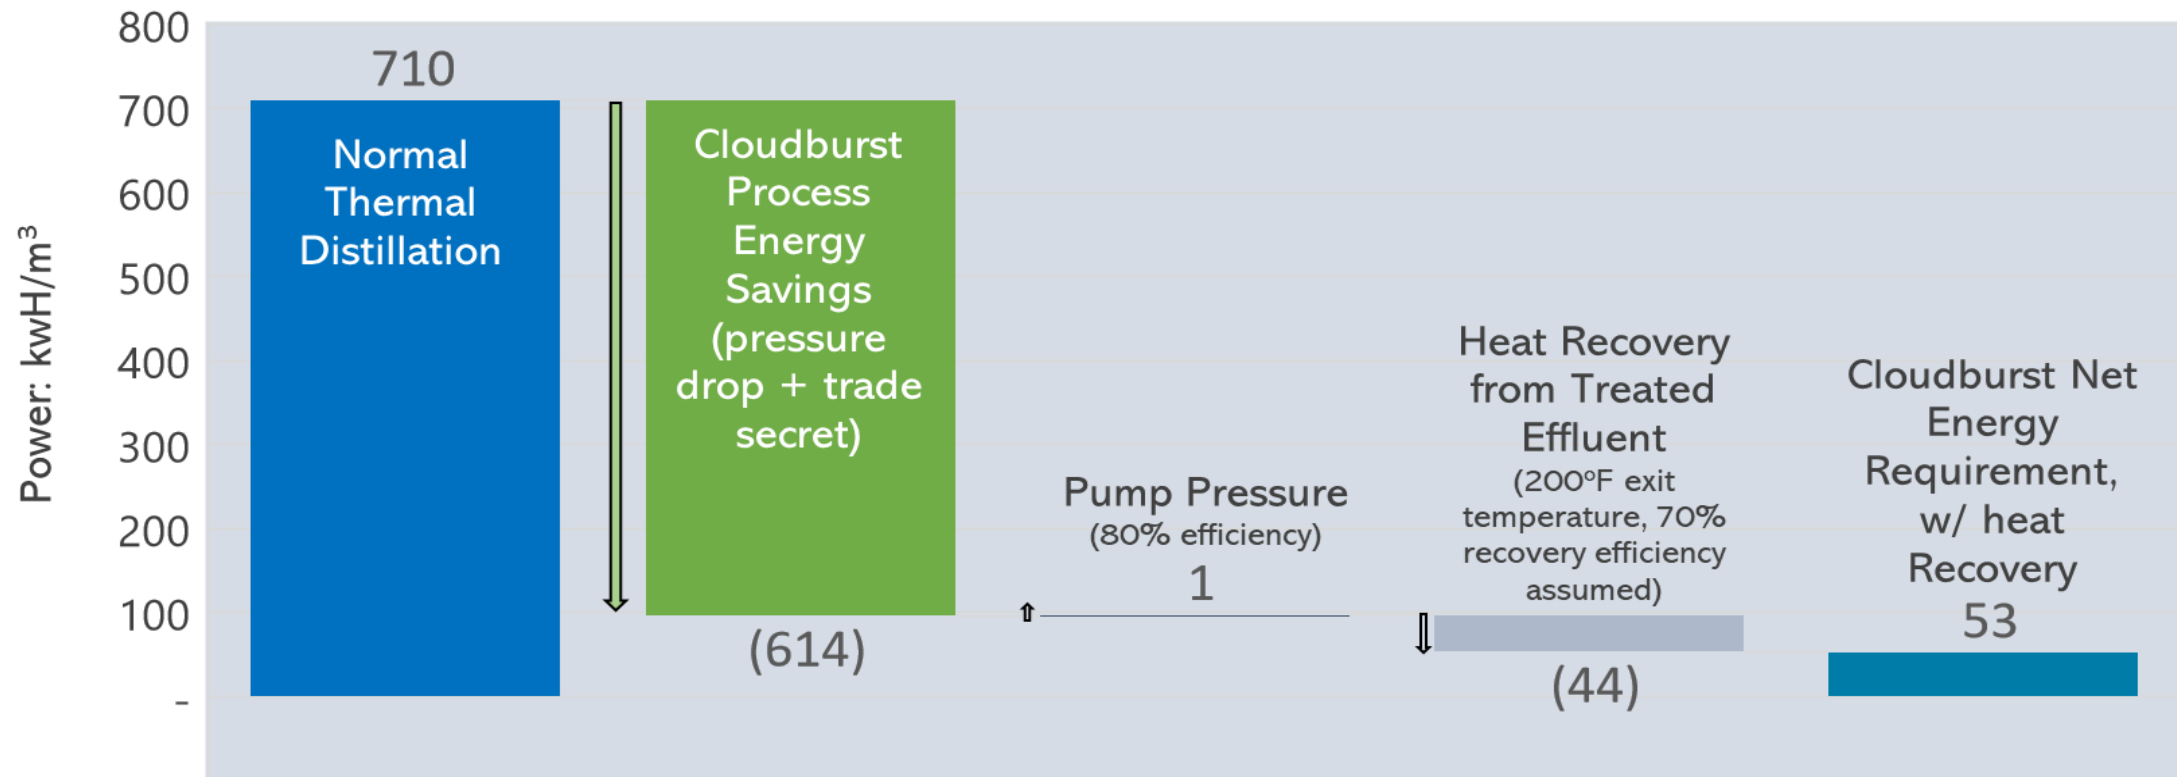 Power: kwH/m³
800
700
600
500
400
300
200
100
-
710
Normal
Thermal
Distillation
Cloudburst
Process
Energy
Savings
(pressure
drop + trade
secret)
(614)
Pump Pressure
(80% efficiency)
1
Heat Recovery
from Treated
Effluent
(200ºF exit
temperature, 70%
recovery efficiency
assumed)
(44)
Cloudburst Net
Energy
Requirement,
w/ heat
Recovery
53